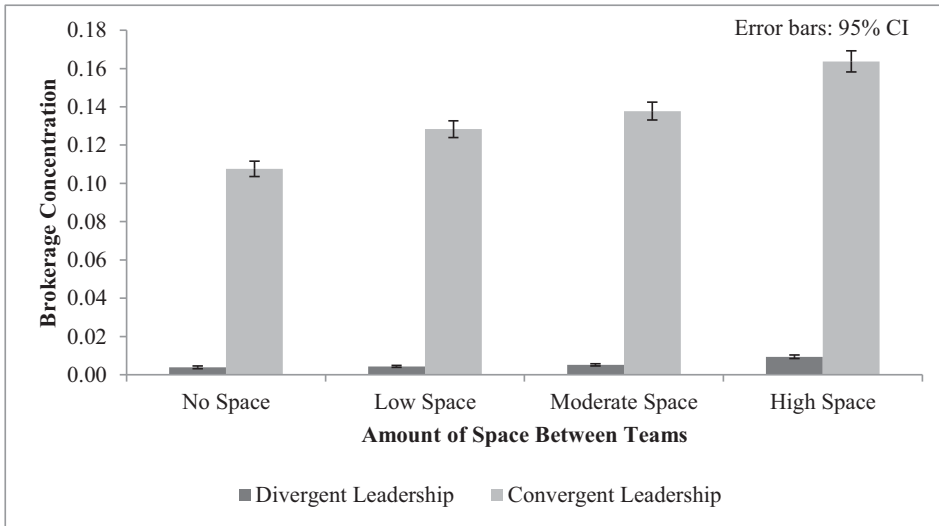 Error bars: 95% CI
Brokerage Concentration
0.18
0.16
0.14
0.12
0.10
0.08
0.06
0.04
0.02
0.00
No Space Low Space Moderate Space High Space
Amount of Space Between Teams
Divergent Leadership Convergent Leadership